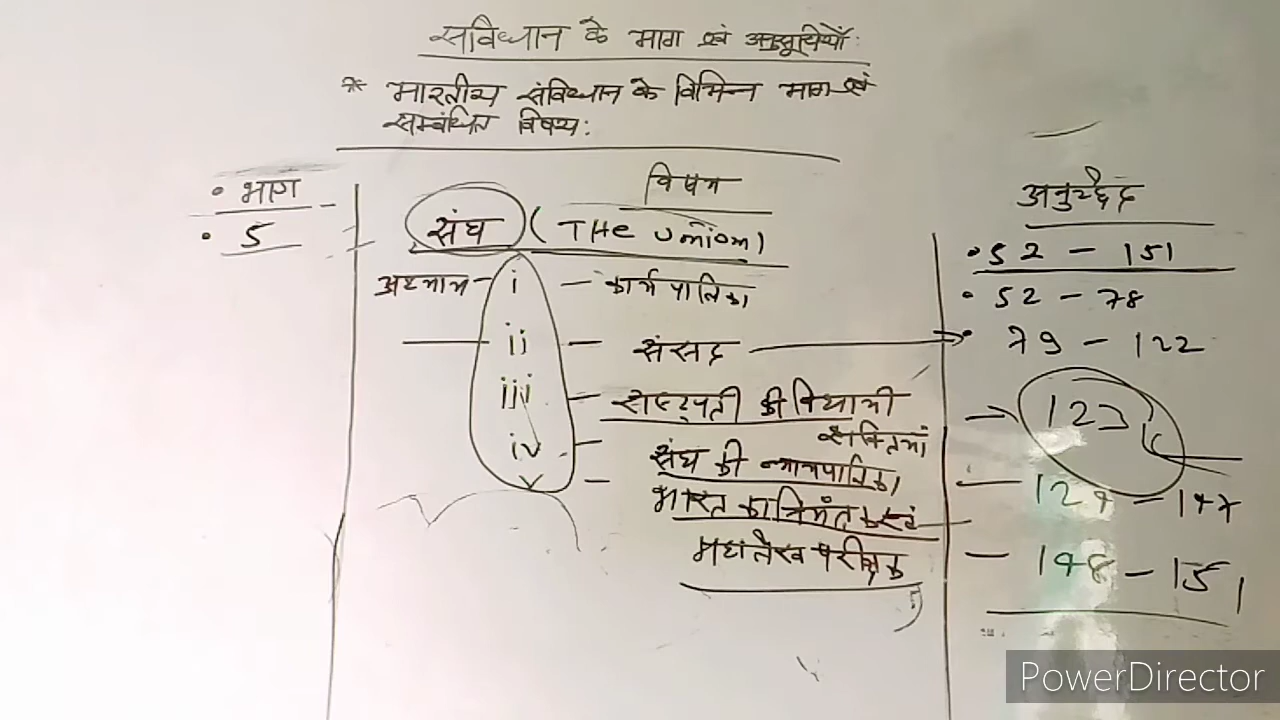 संविधान के भाग एवं अनुसूचियाँ:
* भारतीय संविधान के विभिन्न भाग एवं
सम्बंधित विषय:
• भाग विषय अनुच्छेद
• 5 संघ (THe Union) • 52 - 151
अध्याय - i - कार्यपालिका • 52 - 78
ii - संसद • 79 - 122
iii - राष्ट्रपती की विधायी 123
शक्तियां
iv - संघ की न्यायपालिका - 124 - 147
v - भारत का नियंत्रक एवं
महालेखा परीक्षक - 148 - 151
PowerDirector